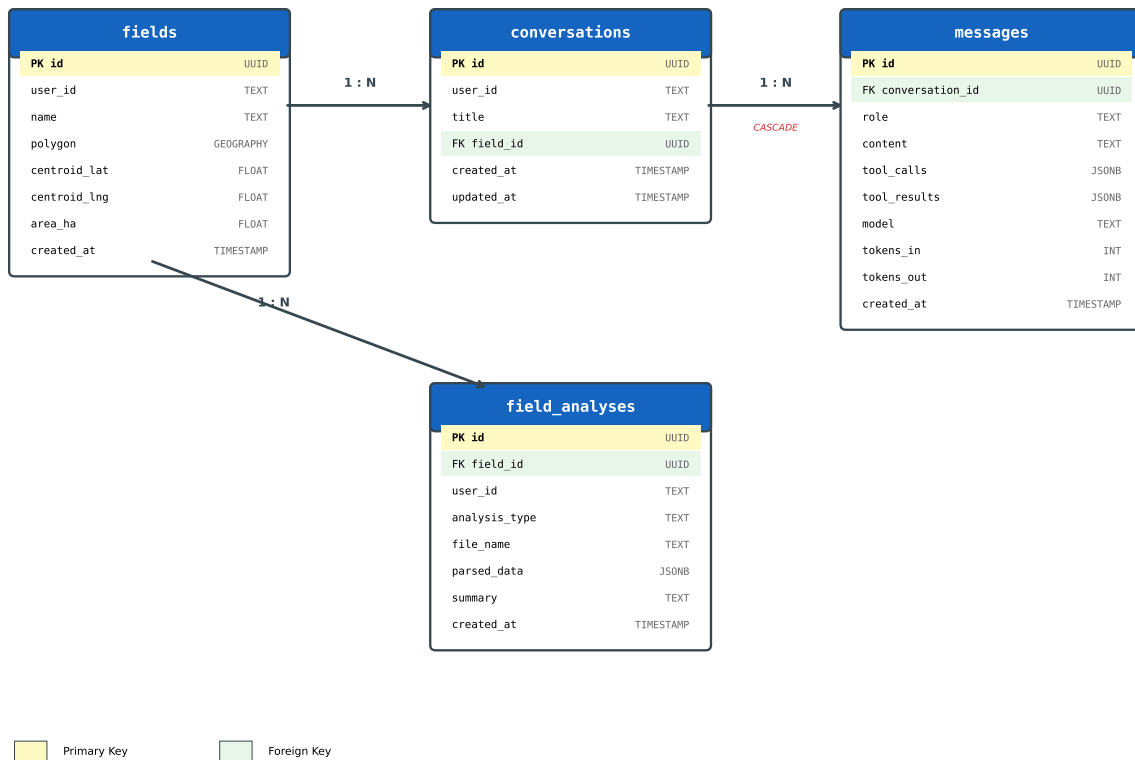 fields
PK id UUID
user_id TEXT
name TEXT
polygon GEOGRAPHY
centroid_lat FLOAT
centroid_lng FLOAT
area_ha FLOAT
created_at TIMESTAMP
1 : N
conversations
PK id UUID
user_id TEXT
title TEXT
FK field_id UUID
created_at TIMESTAMP
updated_at TIMESTAMP
1 : N
CASCADE
messages
PK id UUID
FK conversation_id UUID
role TEXT
content TEXT
tool_calls JSONB
tool_results JSONB
model TEXT
tokens_in INT
tokens_out INT
created_at TIMESTAMP
1 : N
field_analyses
PK id UUID
FK field_id UUID
user_id TEXT
analysis_type TEXT
file_name TEXT
parsed_data JSONB
summary TEXT
created_at TIMESTAMP
Primary Key
Foreign Key